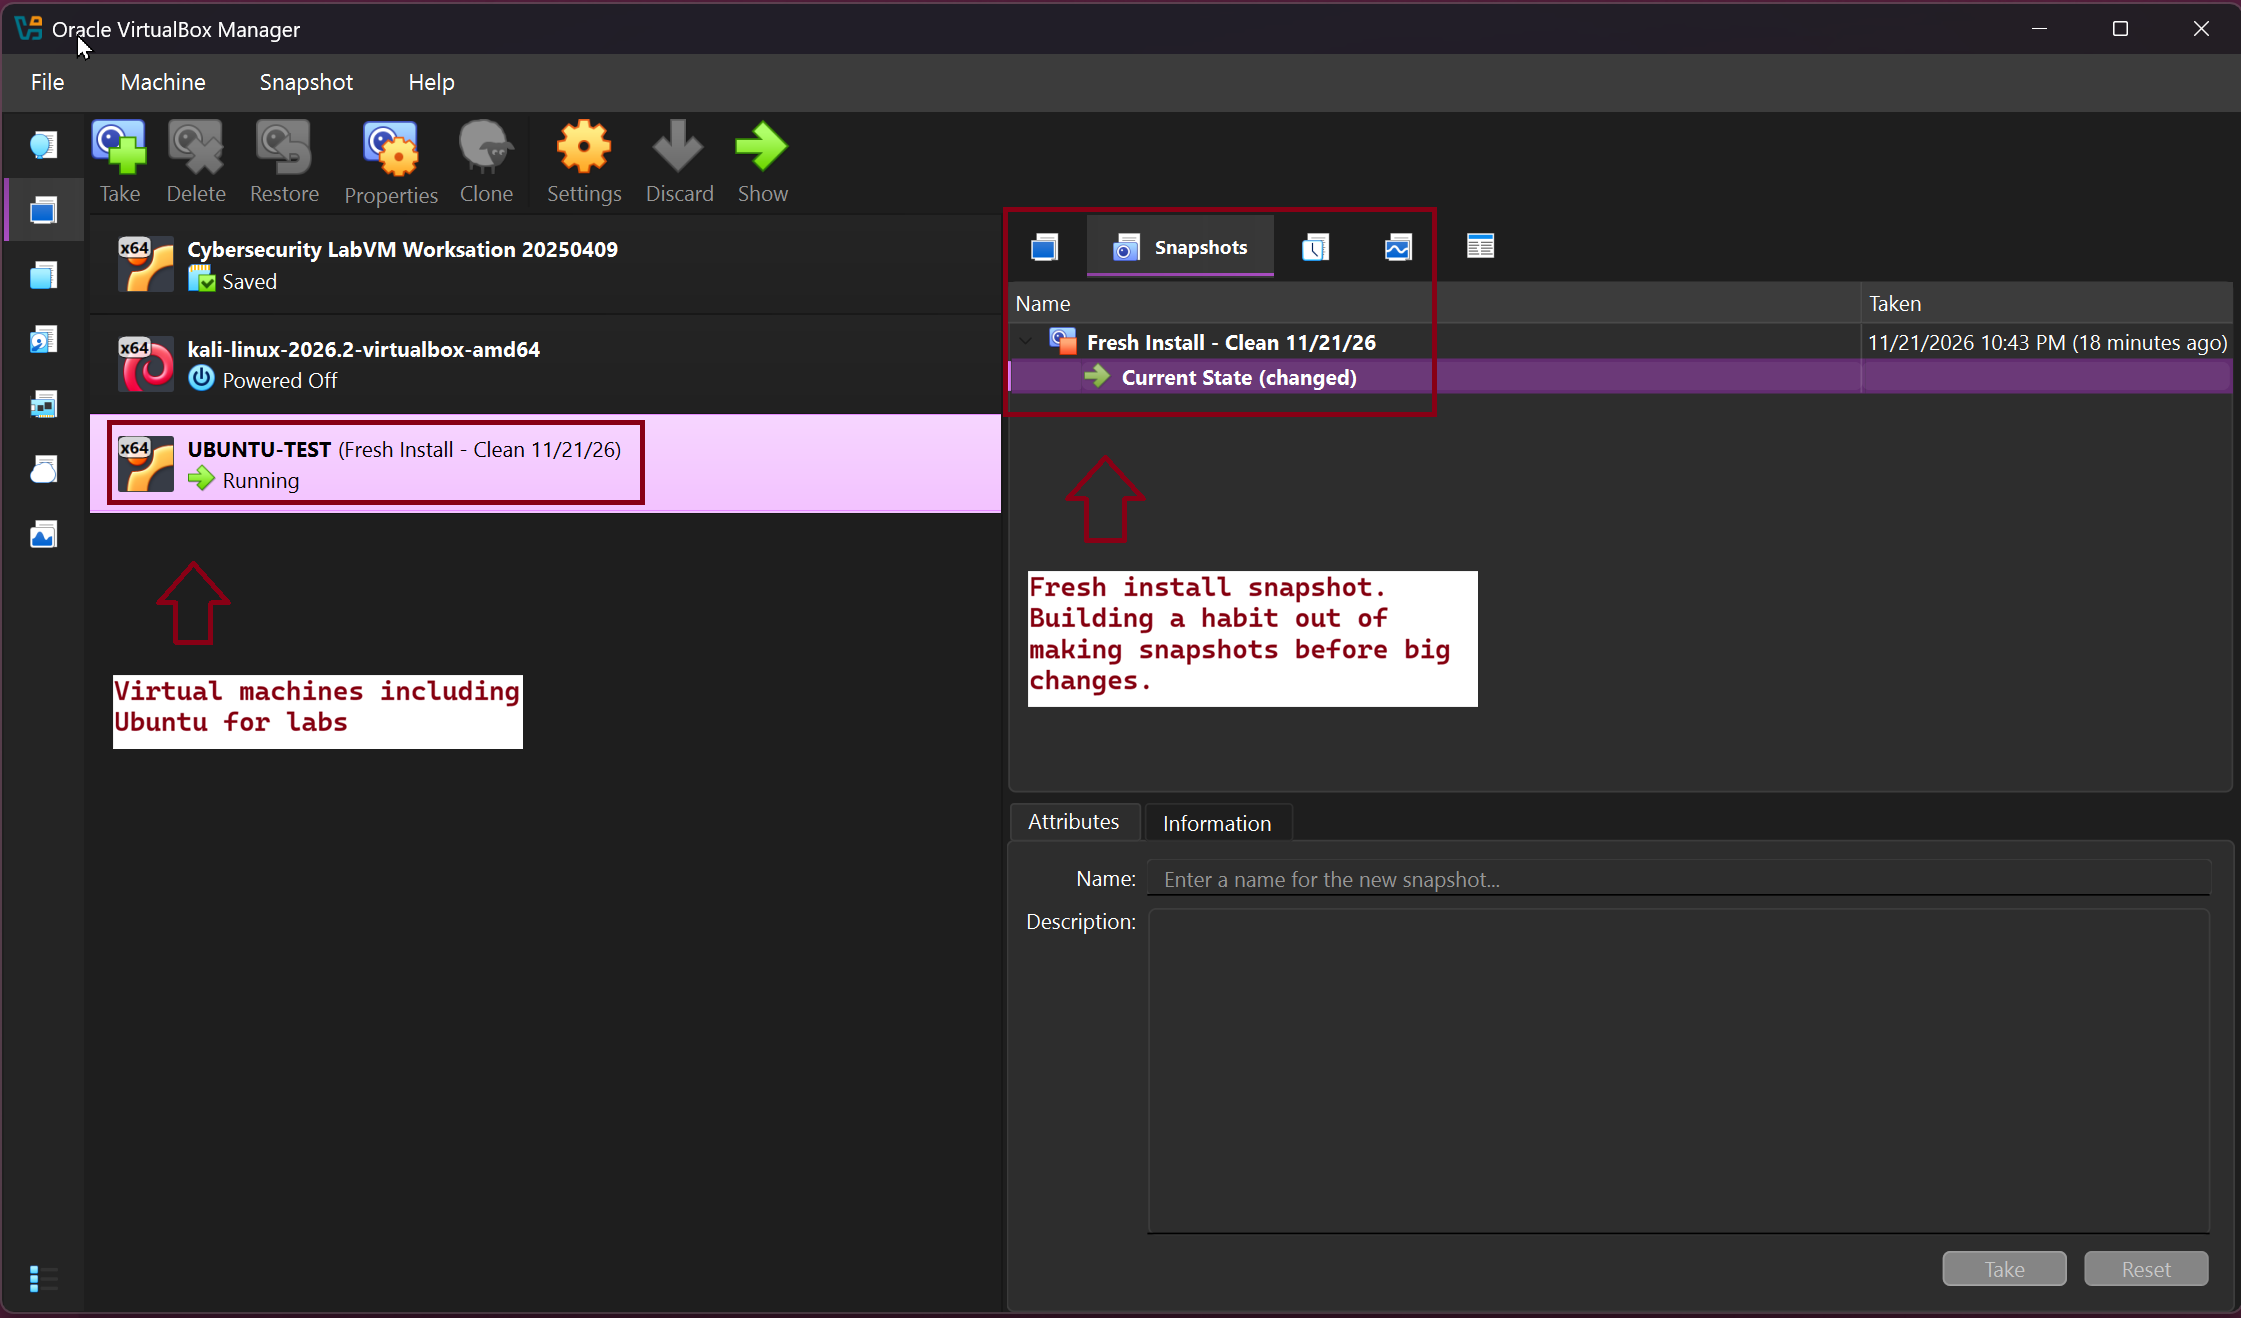 Oracle VirtualBox Manager
File Machine Snapshot Help
Take Delete Restore Properties Clone Settings Discard Show
x64 Cybersecurity LabVM Worksation 20250409
Saved
x64 kali-linux-2026.2-virtualbox-amd64
Powered Off
x64 UBUNTU-TEST (Fresh Install - Clean 11/21/26)
Running
Virtual machines including
Ubuntu for labs
Snapshots
Name Taken
Fresh Install - Clean 11/21/26 11/21/2026 10:43 PM (18 minutes ago)
Current State (changed)
Fresh install snapshot.
Building a habit out of
making snapshots before big
changes.
Attributes Information
Name: Enter a name for the new snapshot...
Description:
Take Reset